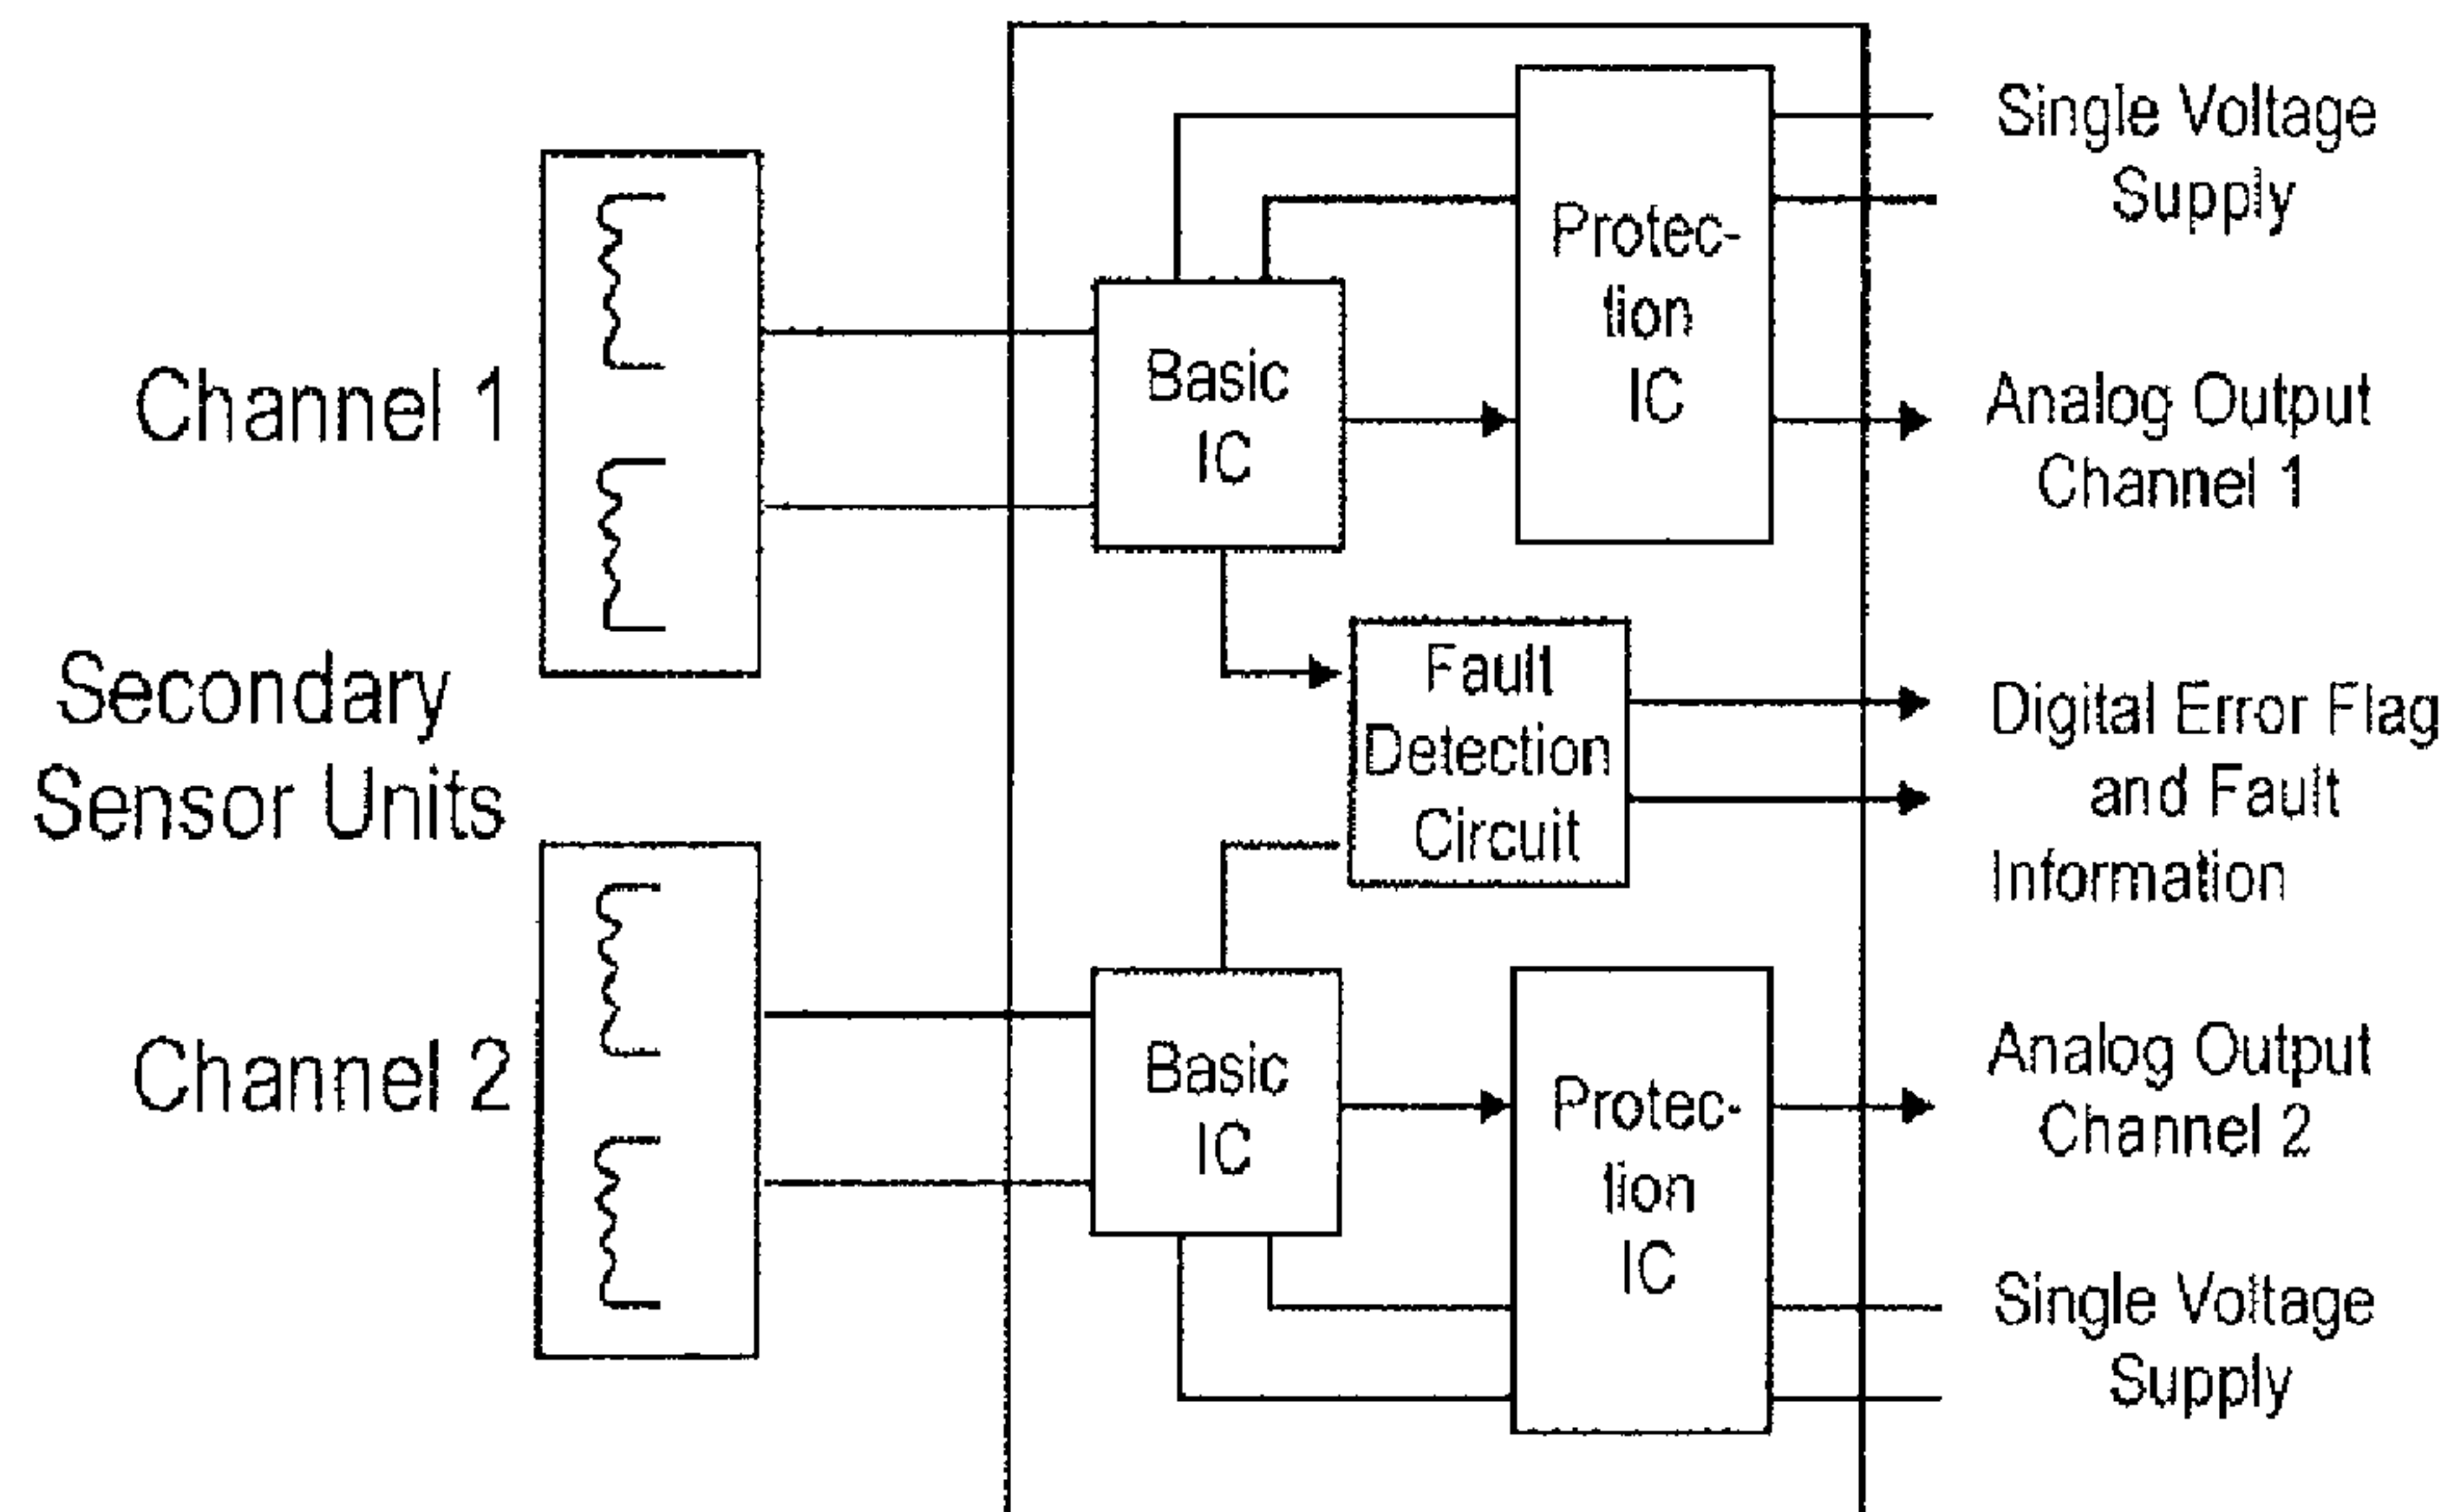 Channel 1
Secondary
Sensor Units
Channel 2
Basic
IC
Protec-
tion
IC
Fault
Detection
Circuit
Basic
IC
Protec-
tion
IC
Single Voltage
Supply
Analog Output
Channel 1
Digital Error Flag
and Fault
Information
Analog Output
Channel 2
Single Voltage
Supply